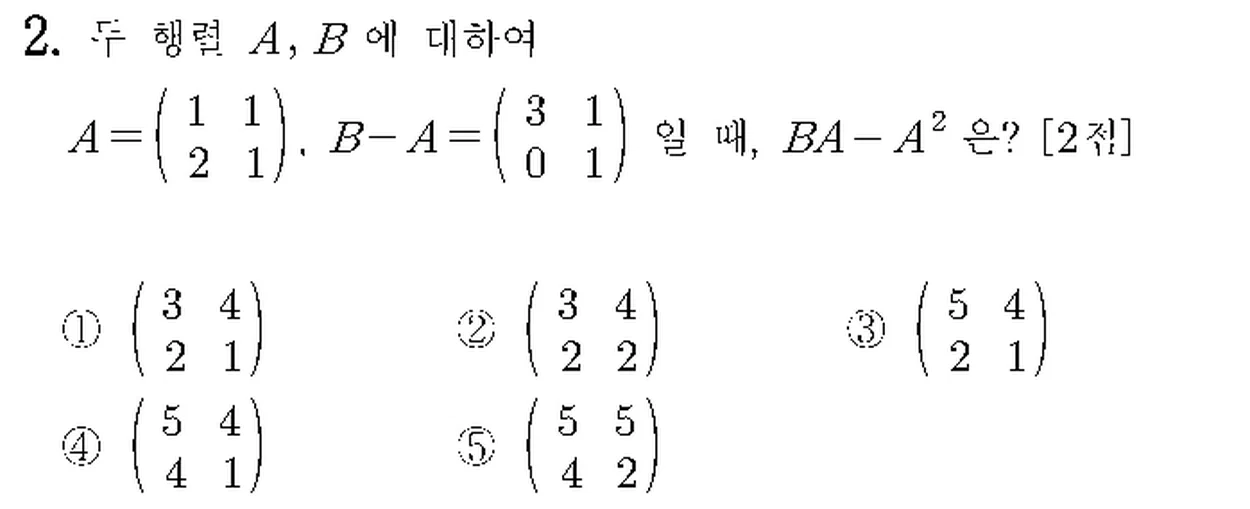 2. 두 행렬 A, B 에 대하여
A = ( 1 1 ; 2 1 ), B − A = ( 3 1 ; 0 1 ) 일 때, BA − A² 은? [2점]
① ( 3 4 ; 2 1 ) ② ( 3 4 ; 2 2 ) ③ ( 5 4 ; 2 1 )
④ ( 5 4 ; 4 1 ) ⑤ ( 5 5 ; 4 2 )